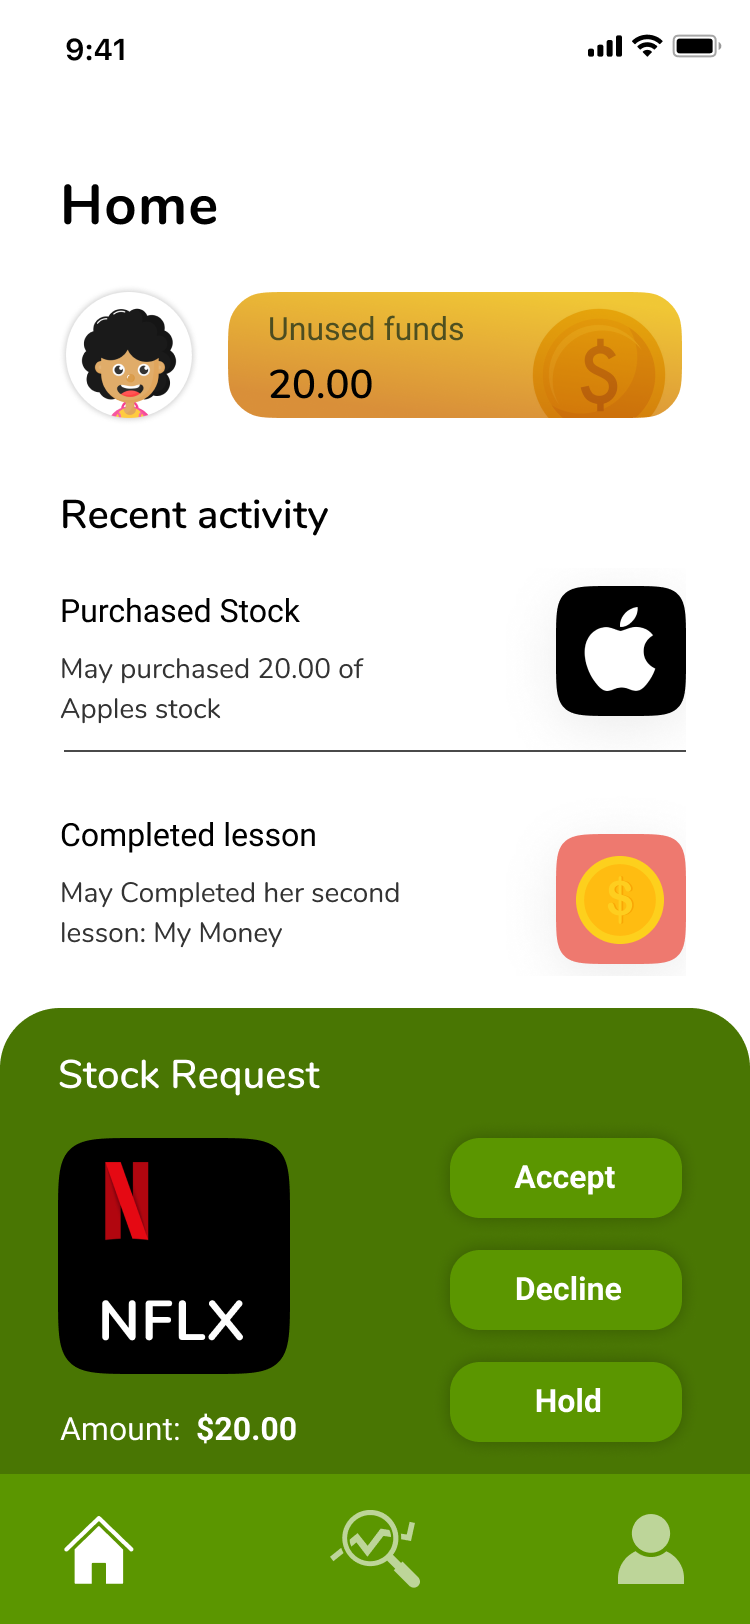 9:41
Home
Unused funds
20.00
$
Recent activity
Purchased Stock
May purchased 20.00 of
Apples stock
Completed lesson
May Completed her second
lesson: My Money
$
Stock Request
N
NFLX
Accept
Decline
Hold
Amount: $20.00